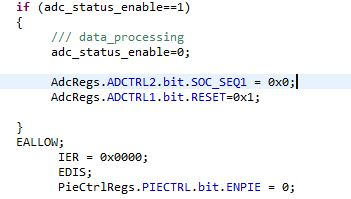 if (adc_status_enable==1)
{
/// data_processing
adc_status_enable=0;
AdcRegs.ADCTRL2.bit.SOC_SEQ1 = 0x0;
AdcRegs.ADCTRL1.bit.RESET=0x1;
}
EALLOW;
IER = 0x0000;
EDIS;
PieCtrlRegs.PIECTRL.bit.ENPIE = 0;